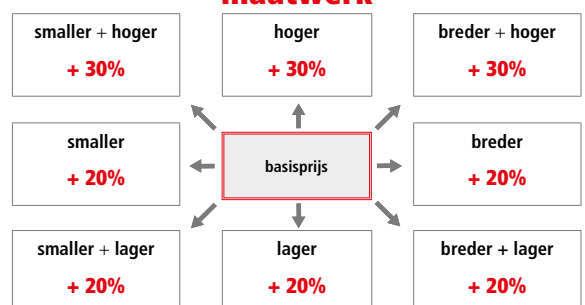 maatwerk
smaller + hoger
+ 30%
hoger
+ 30%
breder + hoger
+ 30%
smaller
+ 20%
basisprijs
breder
+ 20%
smaller + lager
+ 20%
lager
+ 20%
breder + lager
+ 20%